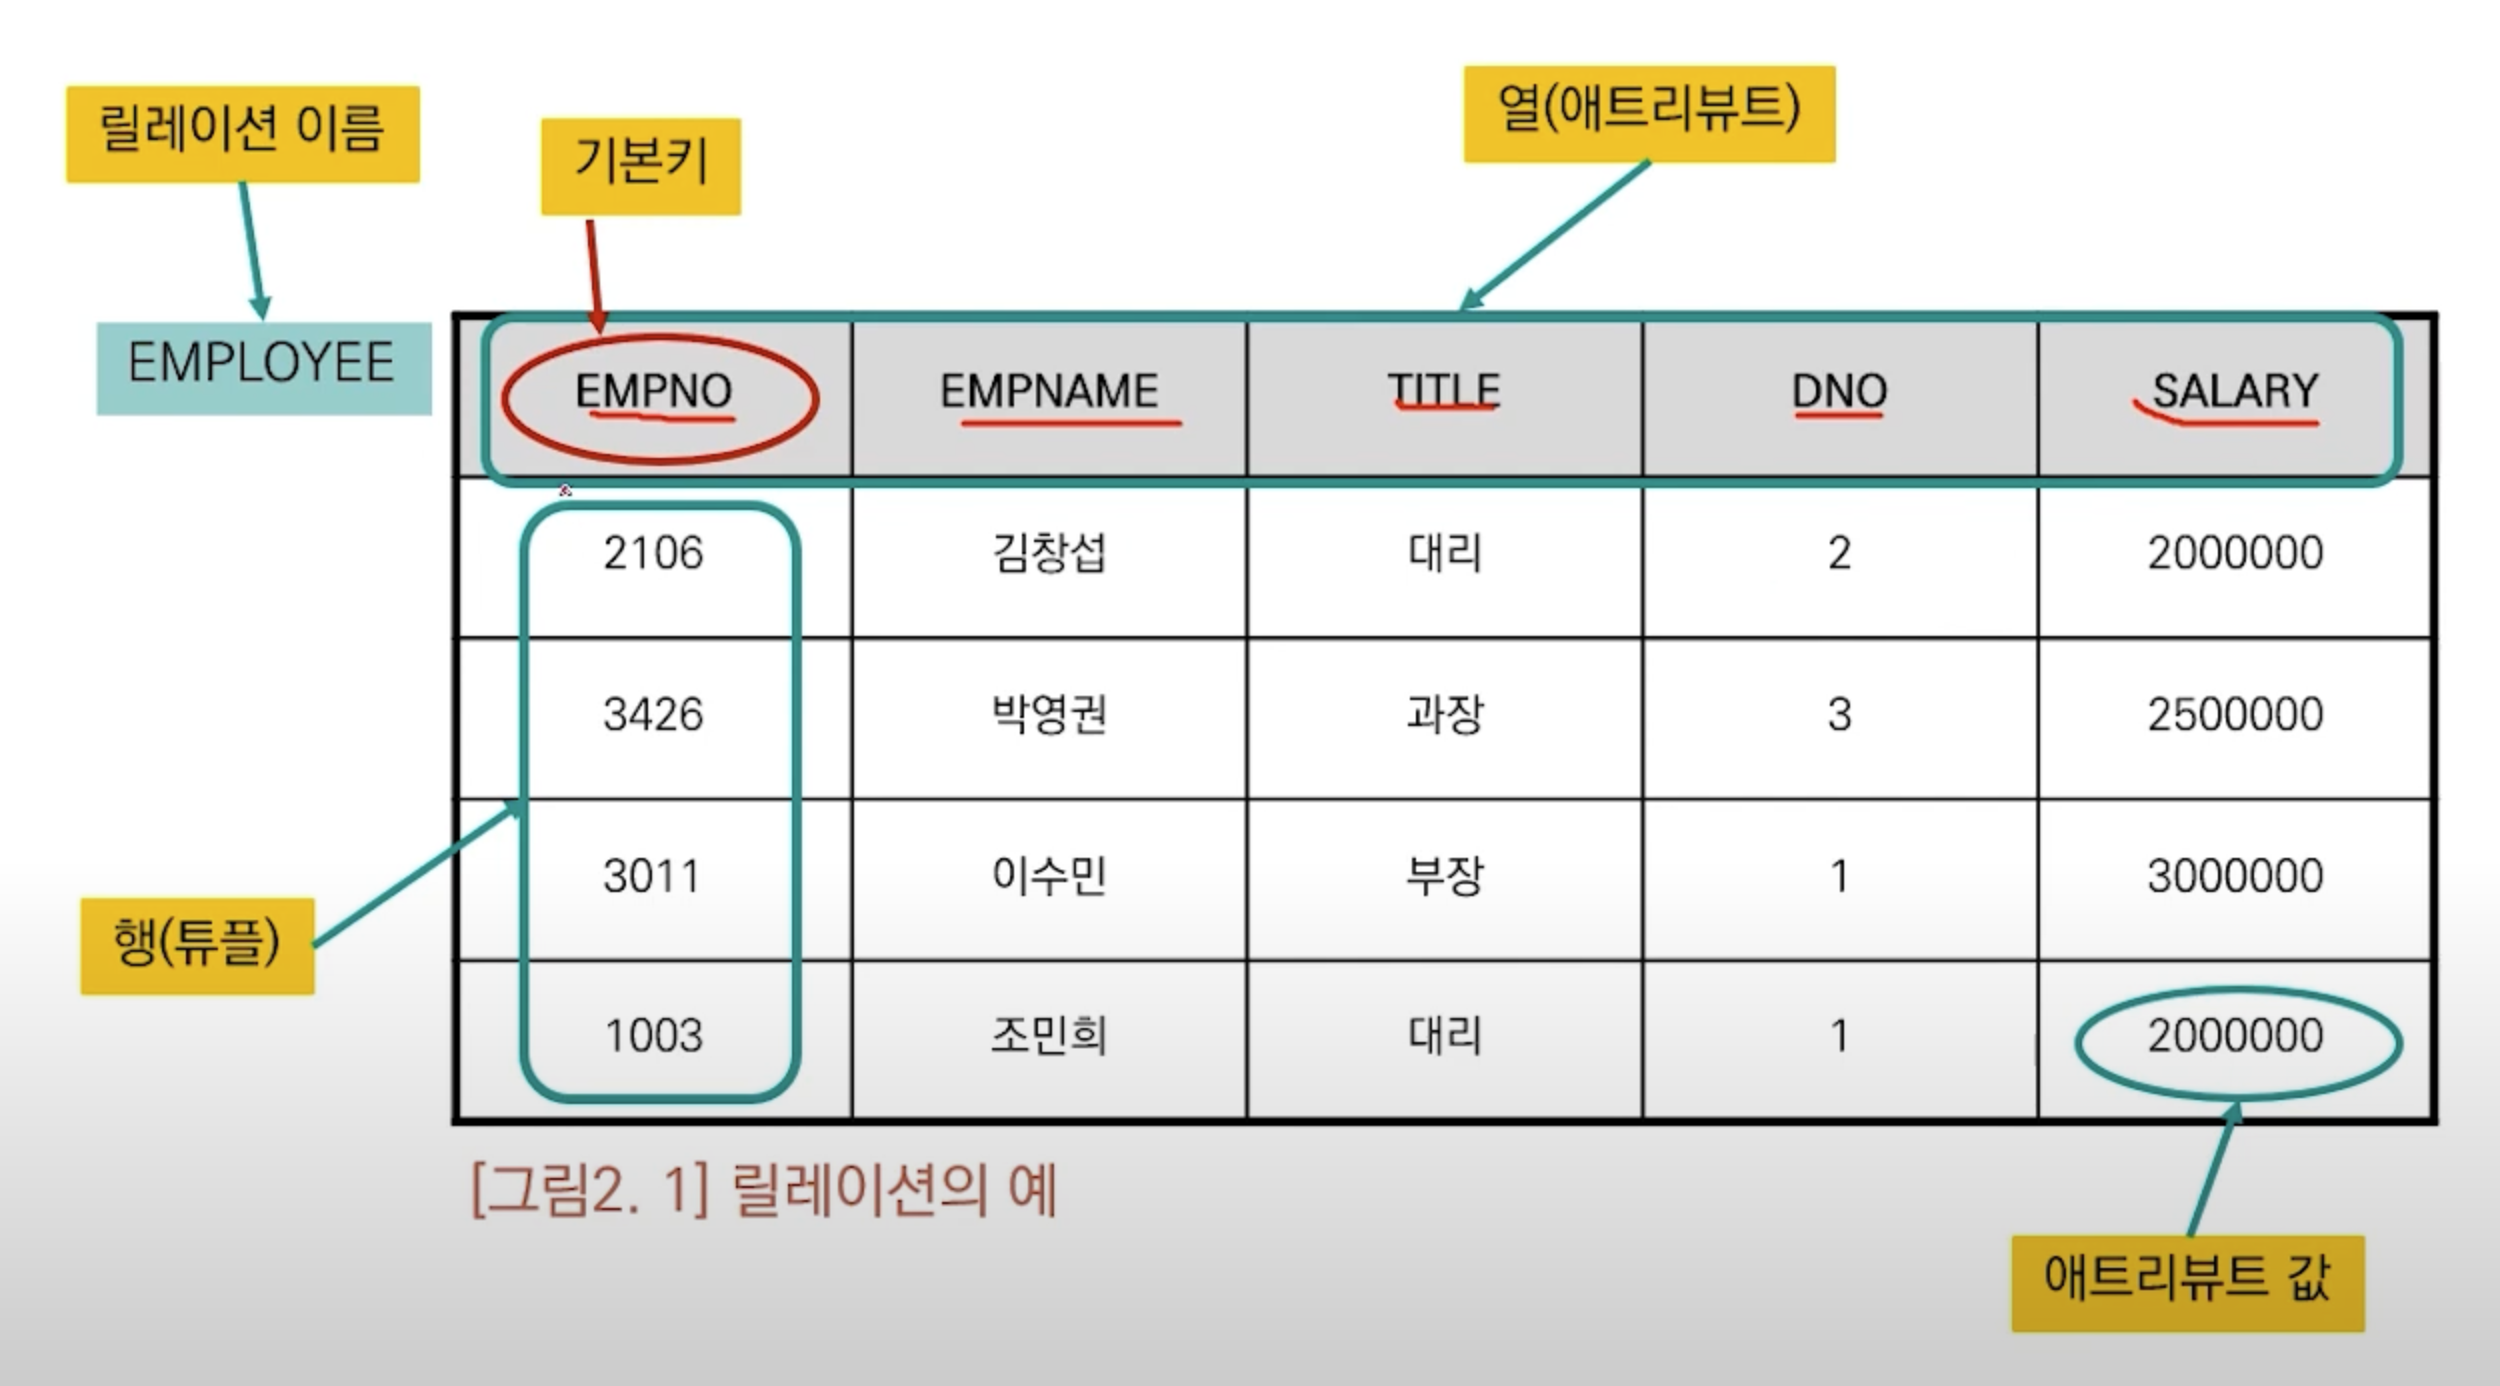 릴레이션 이름
기본키
열(애트리뷰트)
EMPLOYEE
EMPNO EMPNAME TITLE DNO SALARY
2106 김창섭 대리 2 2000000
3426 박영권 과장 3 2500000
3011 이수민 부장 1 3000000
행(튜플)
1003 조민희 대리 1 2000000
[그림2. 1] 릴레이션의 예
애트리뷰트 값